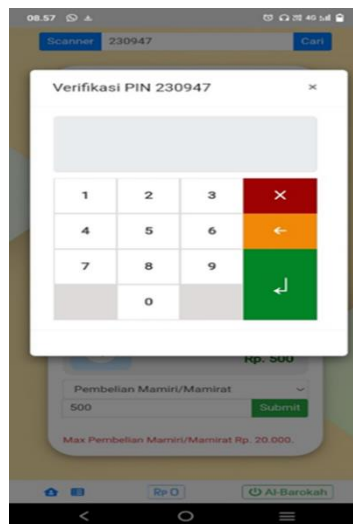 08.57
4G
Scanner 230947 Cari
Verifikasi PIN 230947 ×
1 2 3 ×
4 5 6 ←
7 8 9
0
Rp. 500
Pembelian Mamiri/Mamirat
500 Submit
Max Pembelian Mamiri/Mamirat Rp. 20.000.
Rp 0 Al-Barokah